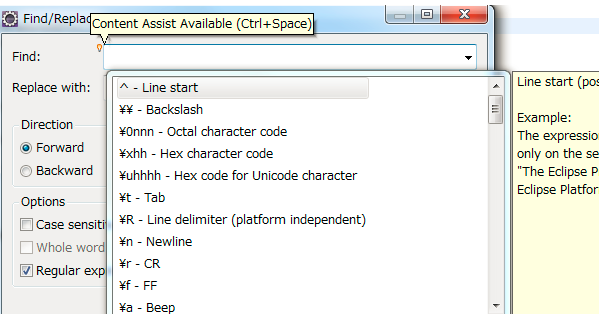 Find/Replac
Content Assist Available (Ctrl+Space)
Find:
Replace with:
^ - Line start
¥¥ - Backslash
¥0nnn - Octal character code
¥xhh - Hex character code
¥uhhhh - Hex code for Unicode character
¥t - Tab
¥R - Line delimiter (platform independent)
¥n - Newline
¥r - CR
¥f - FF
¥a - Beep
Direction
Forward
Backward
Options
Case sensiti
Whole word
Regular exp
Line start (pos
Example:
The expression
only on the se
"The Eclipse P
Eclipse Platfor